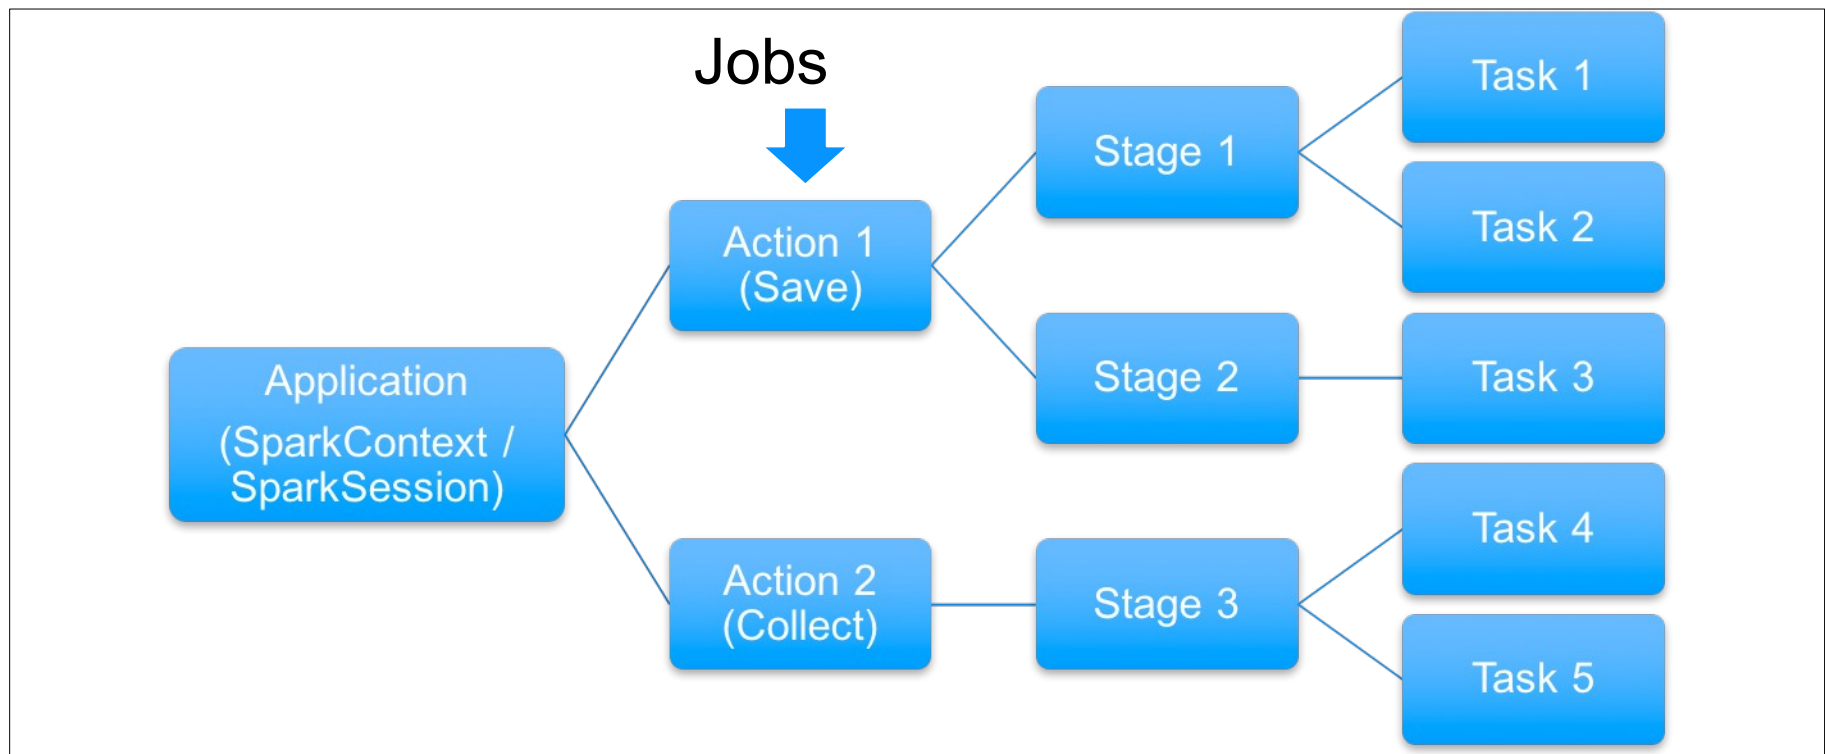 Jobs
Application
(SparkContext /
SparkSession)
Action 1
(Save)
Action 2
(Collect)
Stage 1
Stage 2
Stage 3
Task 1
Task 2
Task 3
Task 4
Task 5